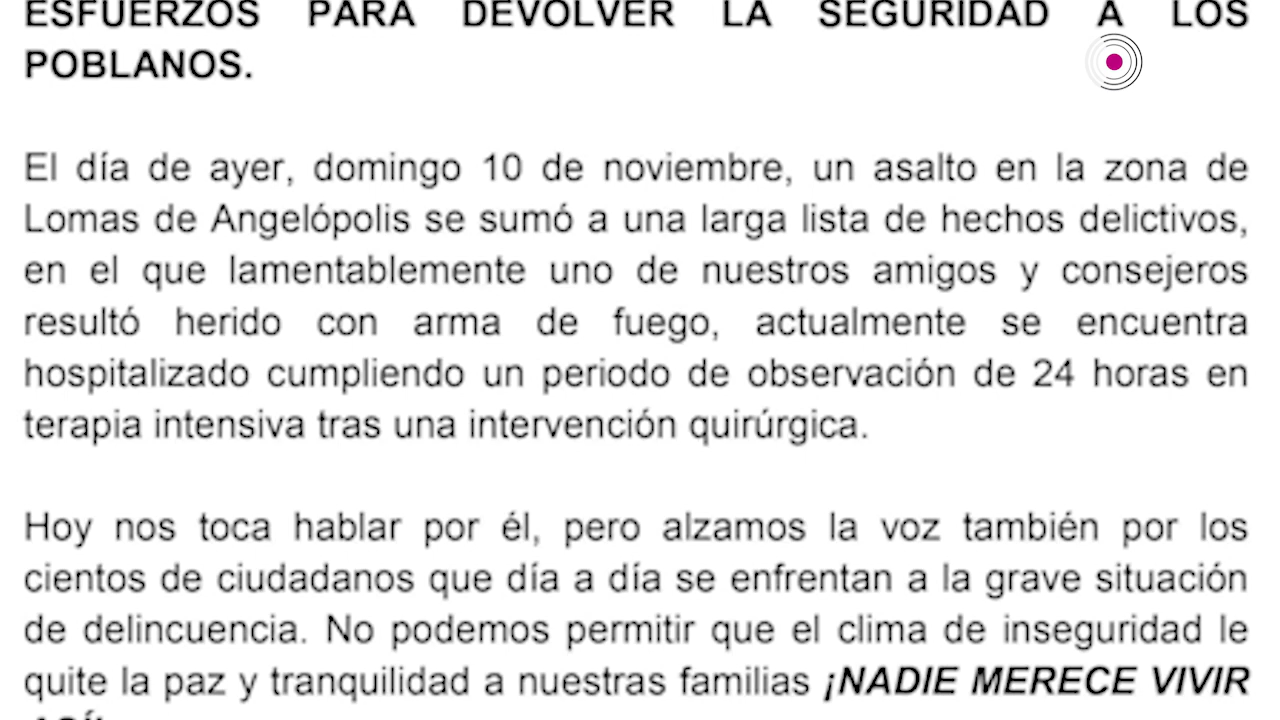 ESFUERZOS PARA DEVOLVER LA SEGURIDAD A LOS
POBLANOS.
El día de ayer, domingo 10 de noviembre, un asalto en la zona de
Lomas de Angelópolis se sumó a una larga lista de hechos delictivos,
en el que lamentablemente uno de nuestros amigos y consejeros
resultó herido con arma de fuego, actualmente se encuentra
hospitalizado cumpliendo un periodo de observación de 24 horas en
terapia intensiva tras una intervención quirúrgica.
Hoy nos toca hablar por él, pero alzamos la voz también por los
cientos de ciudadanos que día a día se enfrentan a la grave situación
de delincuencia. No podemos permitir que el clima de inseguridad le
quite la paz y tranquilidad a nuestras familias ¡NADIE MERECE VIVIR